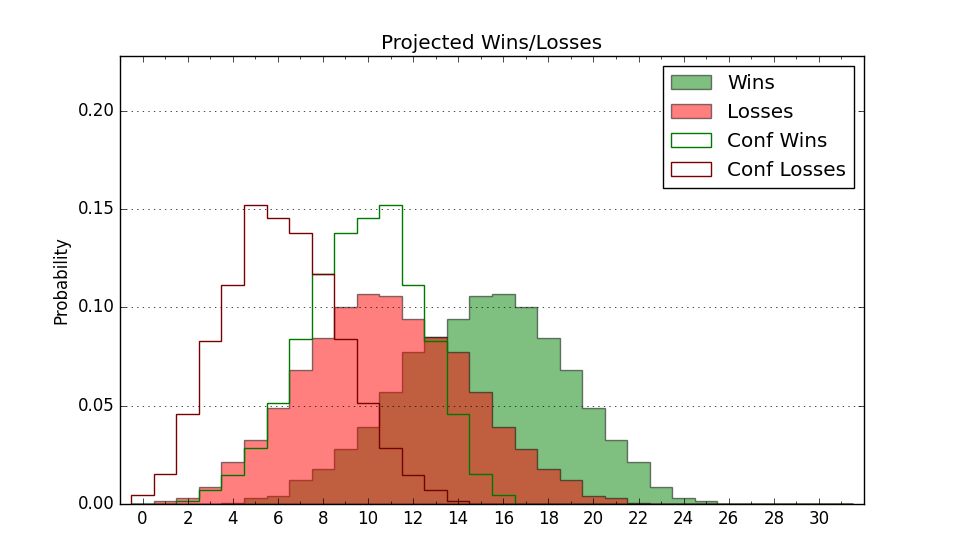 Projected Wins/Losses
Wins
Losses
Conf Wins
Conf Losses
Probability
0.20
0.15
0.10
0.05
0.00
0 2 4 6 8 10 12 14 16 18 20 22 24 26 28 30